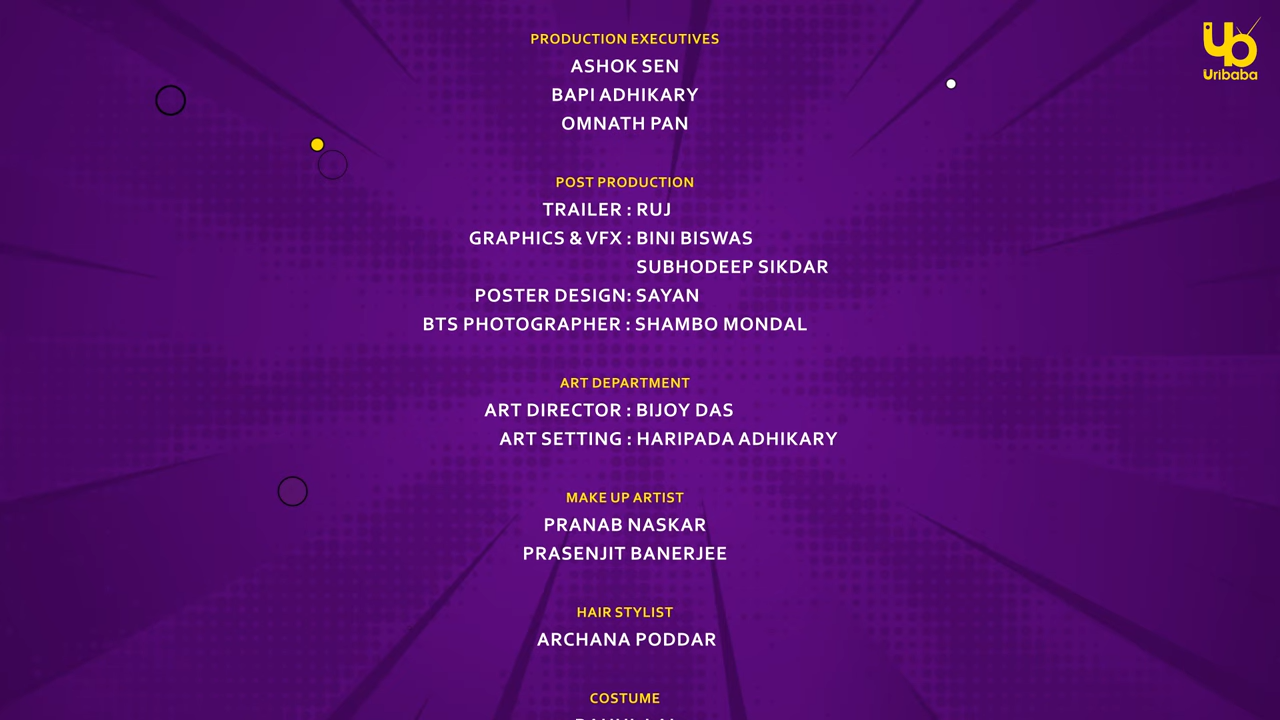 PRODUCTION EXECUTIVES
ASHOK SEN
BAPI ADHIKARY
OMNATH PAN
POST PRODUCTION
TRAILER : RUJ
GRAPHICS & VFX : BINI BISWAS
SUBHODEEP SIKDAR
POSTER DESIGN: SAYAN
BTS PHOTOGRAPHER : SHAMBO MONDAL
ART DEPARTMENT
ART DIRECTOR : BIJOY DAS
ART SETTING : HARIPADA ADHIKARY
MAKE UP ARTIST
PRANAB NASKAR
PRASENJIT BANERJEE
HAIR STYLIST
ARCHANA PODDAR
COSTUME
Ub
Uribaba